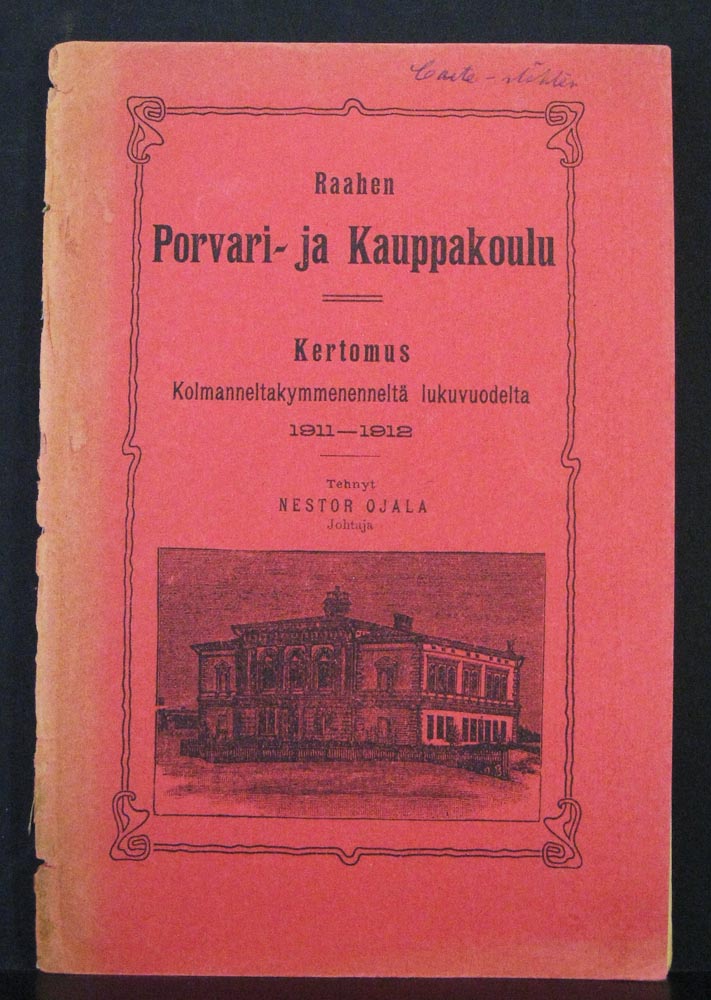 Raahen
Porvari- ja Kauppakoulu
Kertomus
Kolmanneltakymmenenneltä lukuvuodelta
1911—1912
Tehnyt
NESTOR OJALA
Johtaja